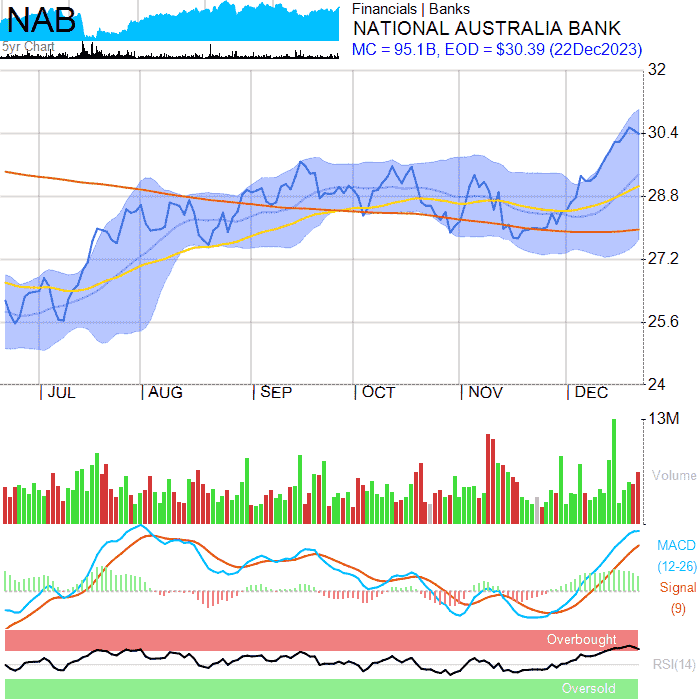 NAB
5yr Chart
Financials | Banks
NATIONAL AUSTRALIA BANK
MC = 95.1B, EOD = $30.39 (22Dec2023)
32
30.4
28.8
27.2
25.6
24
JUL AUG SEP OCT NOV DEC
13M
Volume
MACD
(12-26)
Signal
(9)
Overbought
RSI(14)
Oversold